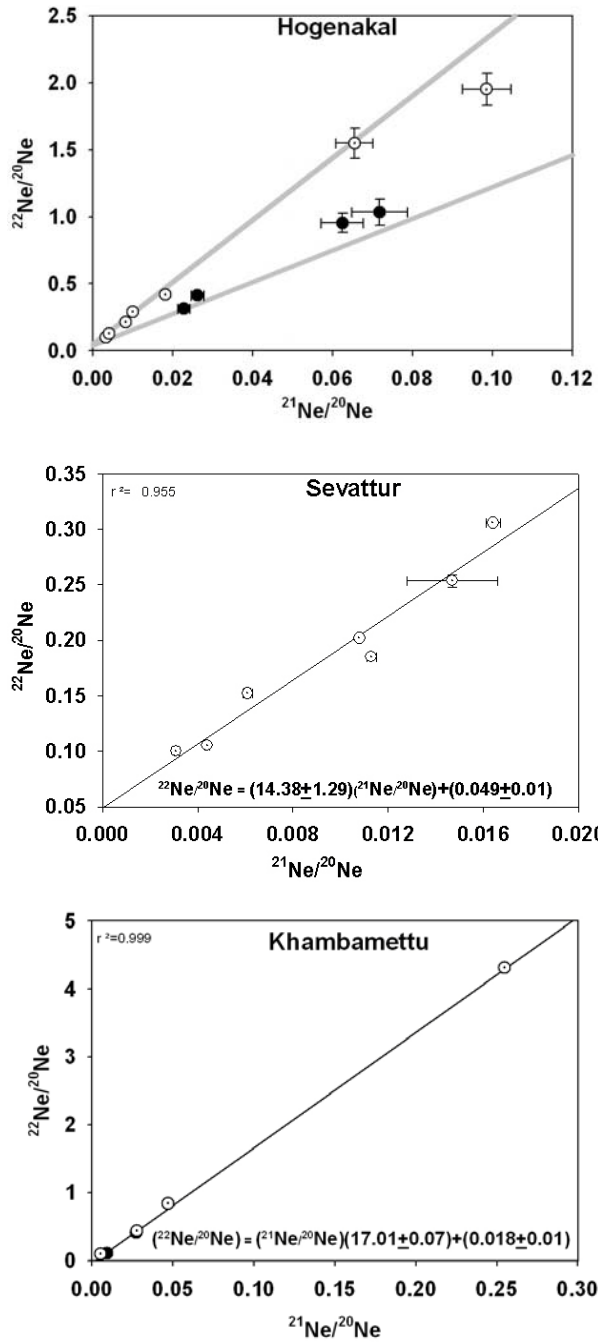 Hogenakal
2.5
2.0
1.5
1.0
0.5
0.0
²²Ne/²⁰Ne
0.00 0.02 0.04 0.06 0.08 0.10 0.12
²¹Ne/²⁰Ne
Sevattur
r ²= 0.955
0.35
0.30
0.25
0.20
0.15
0.10
0.05
²²Ne/²⁰Ne
²²Ne/²⁰Ne = (14.38±1.29)(²¹Ne/²⁰Ne)+(0.049±0.01)
0.000 0.004 0.008 0.012 0.016 0.020
²¹Ne/²⁰Ne
Khambamettu
r ²=0.999
5
4
3
2
1
0
²²Ne/²⁰Ne
(²²Ne/²⁰Ne) = (²¹Ne/²⁰Ne)(17.01±0.07)+(0.018±0.01)
0.00 0.05 0.10 0.15 0.20 0.25 0.30
²¹Ne/²⁰Ne